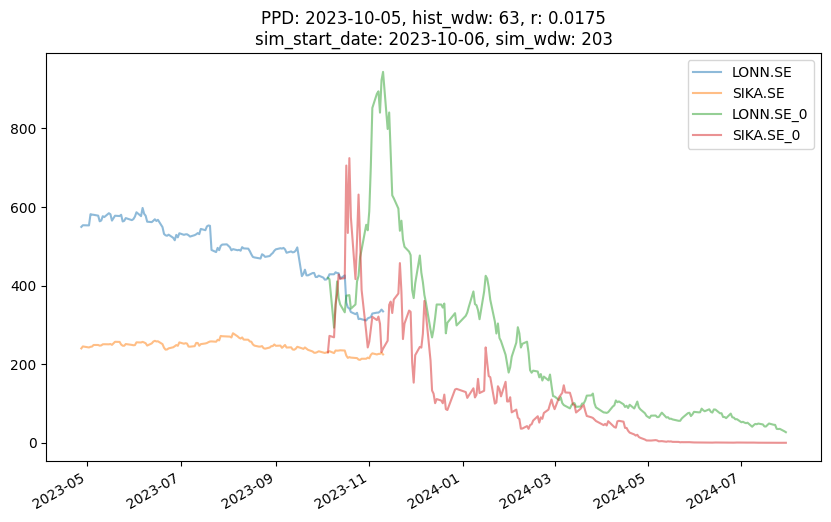 PPD: 2023-10-05, hist_wdw: 63, r: 0.0175
sim_start_date: 2023-10-06, sim_wdw: 203
LONN.SE
SIKA.SE
LONN.SE_0
SIKA.SE_0
800
600
400
200
0
2023-05
2023-07
2023-09
2023-11
2024-01
2024-03
2024-05
2024-07